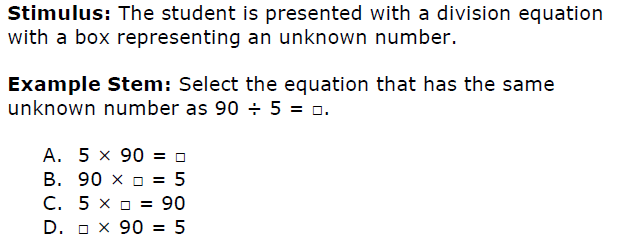 Stimulus: The student is presented with a division equation
with a box representing an unknown number.
Example Stem: Select the equation that has the same
unknown number as 90 ÷ 5 = □.
A. 5 × 90 = □
B. 90 × □ = 5
C. 5 × □ = 90
D. □ × 90 = 5